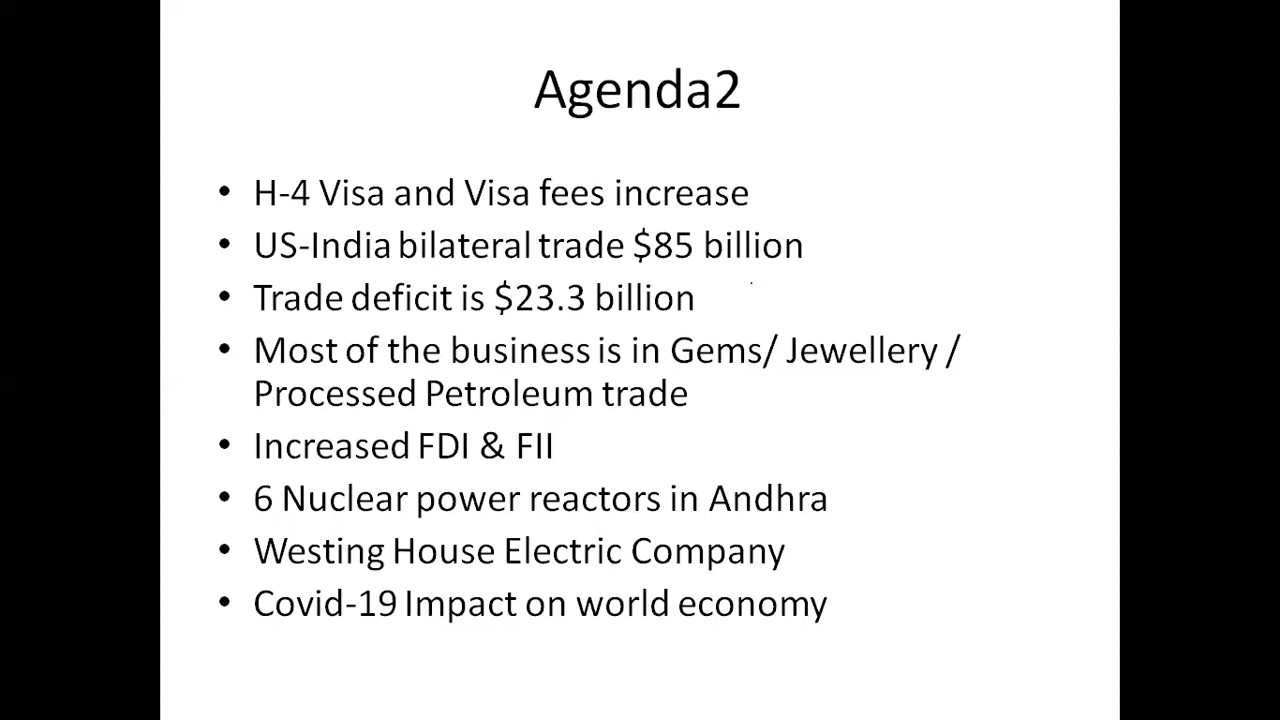 Agenda2
• H-4 Visa and Visa fees increase
• US-India bilateral trade $85 billion
• Trade deficit is $23.3 billion
• Most of the business is in Gems/ Jewellery /
Processed Petroleum trade
• Increased FDI & FII
• 6 Nuclear power reactors in Andhra
• Westing House Electric Company
• Covid-19 Impact on world economy